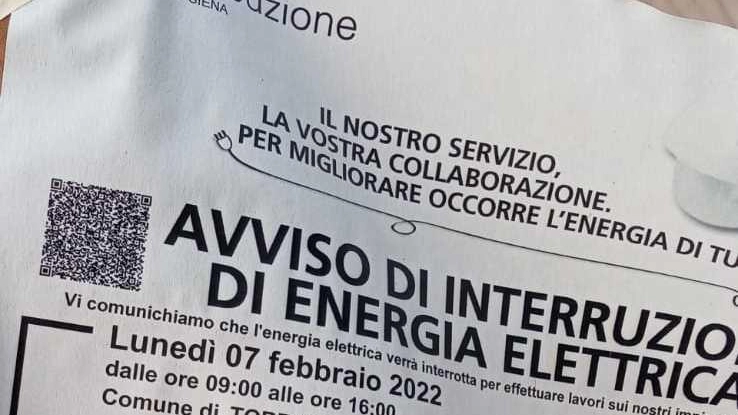 IL NOSTRO SERVIZIO,
LA VOSTRA COLLABORAZIONE.
PER MIGLIORARE OCCORRE L'ENERGIA DI TU
AVVISO DI INTERRUZIO
DI ENERGIA ELETTRICA
Vi comunichiamo che l'energia elettrica verrà interrotta per effettuare lavori sui nostri
Lunedì 07 febbraio 2022
dalle ore 09:00 alle ore 16:00
Comune di